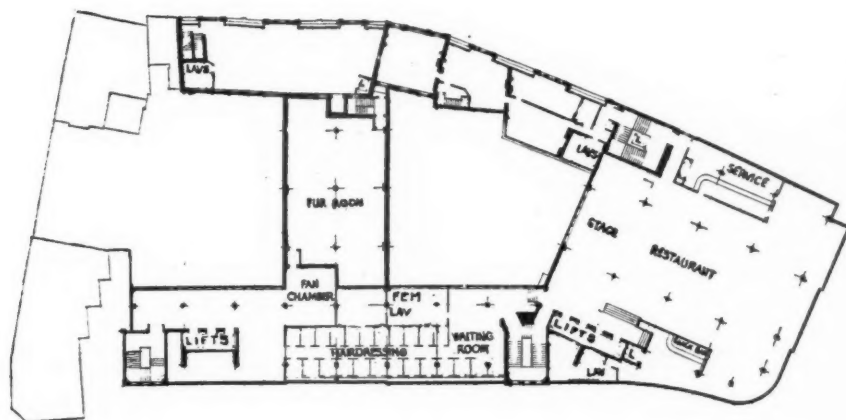 LAVS
L
LAVS
L
SERVICE
FUR ROOM
STAGE
RESTAURANT
FAN
CHAMBER
FEM
LAV
LIFTS
HAIRDRESSING
WAITING
ROOM
LIFTS
L
LAV